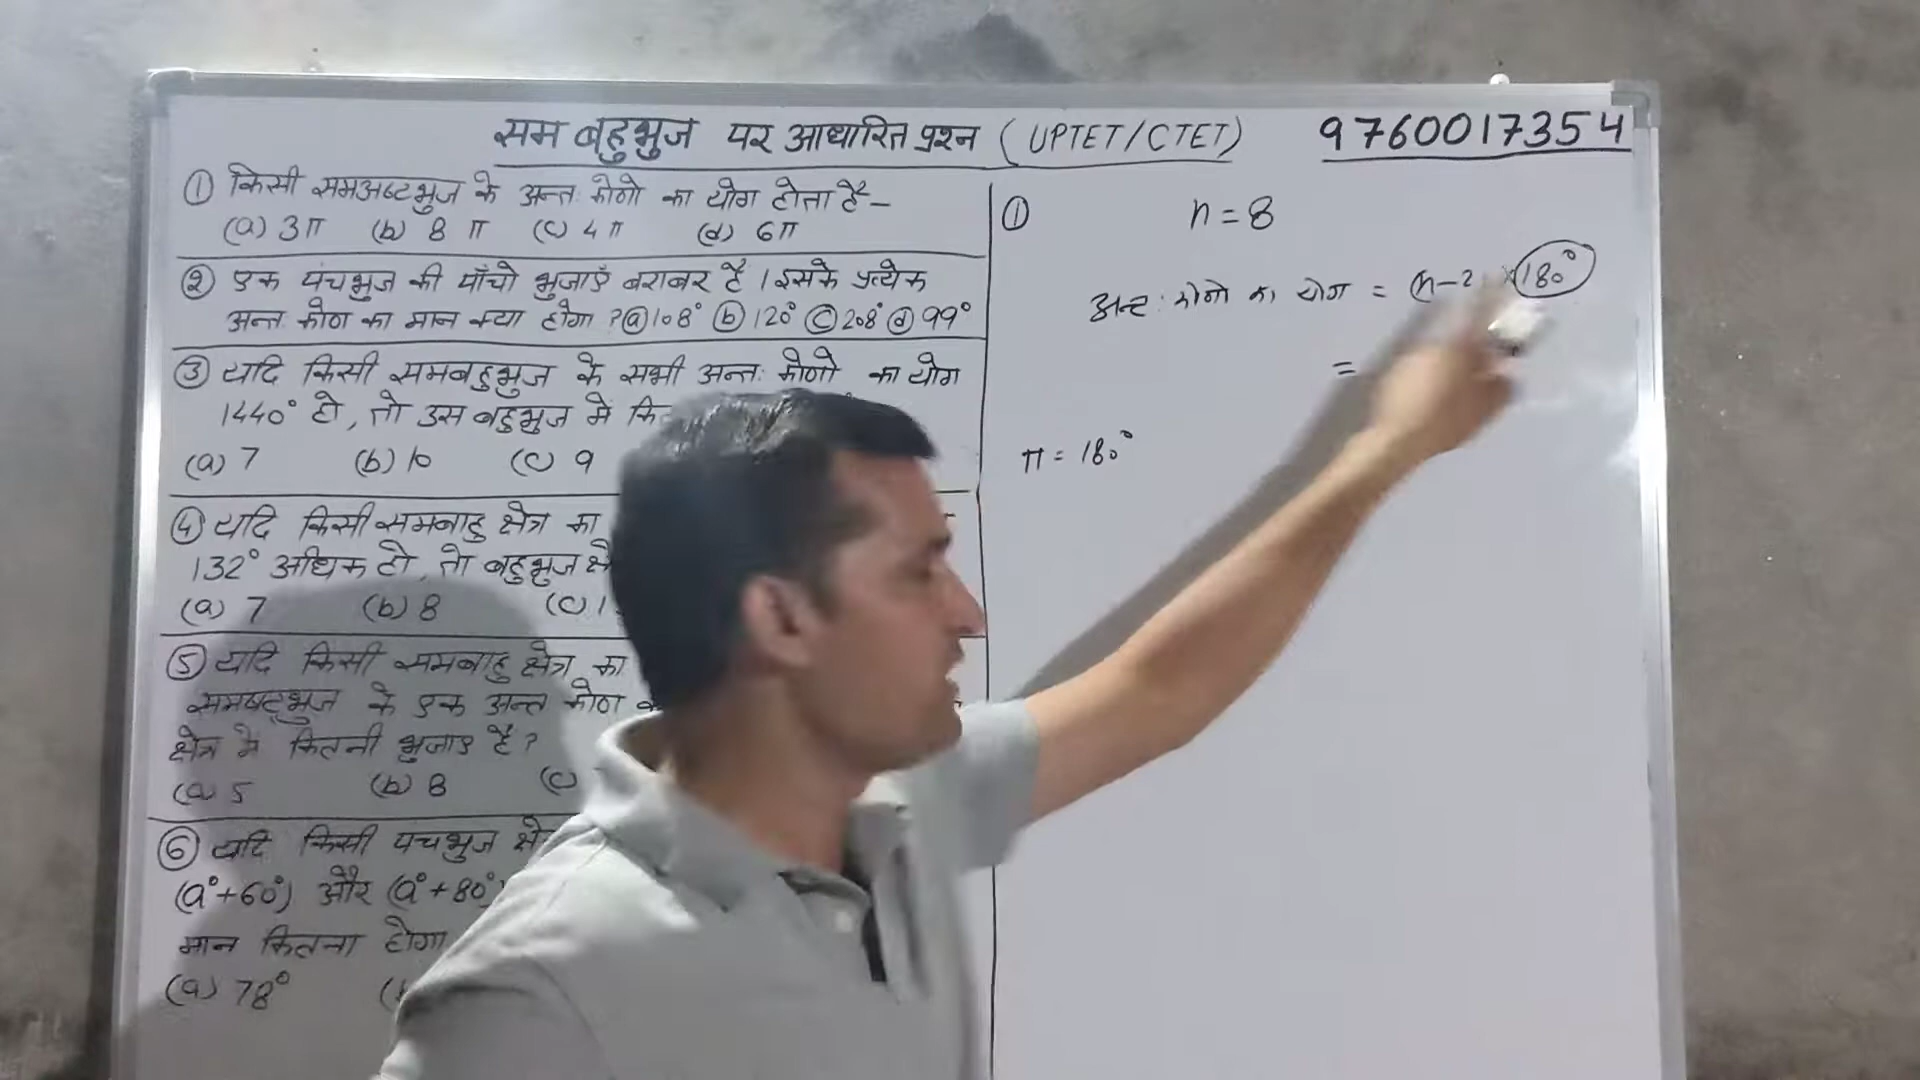 सम बहुभुज पर आधारित प्रश्न (UPTET/CTET) 9760017354
① किसी समअष्टभुज के अन्तः कोणो का योग होता है-
(a) 3π (b) 8π (c) 4π (d) 6π
② एक पंचभुज की पाँचो भुजाएँ बराबर है । इसके प्रत्येक
अन्त कोण का मान क्या होगा ? ⓐ 108° ⓑ 120° ⓒ 208° ⓓ 99°
③ यदि किसी समबहुभुज के सभी अन्तः कोणो का योग
1440° हो, तो उस बहुभुज में
(a) 7 (b) 10 (c) 9
④ यदि किसी समबाहु क्षेत्र का
132° अधिक हो, तो बहुभुज
(a) 7 (b) 8 (c)
⑤ यदि किसी समबाहु क्षेत्र का
समषट्भुज के एक अन्त कोण
क्षेत्र मे कितनी भुजाए है ?
(a) 5 (b) 8 (c)
⑥ यदि किसी पंचभुज
(a°+60°) और (a°+80°)
मान कितना होगा
(a) 78°
① n = 8
अन्तः कोणो का योग = (n-2) × 180°
=
π = 180°